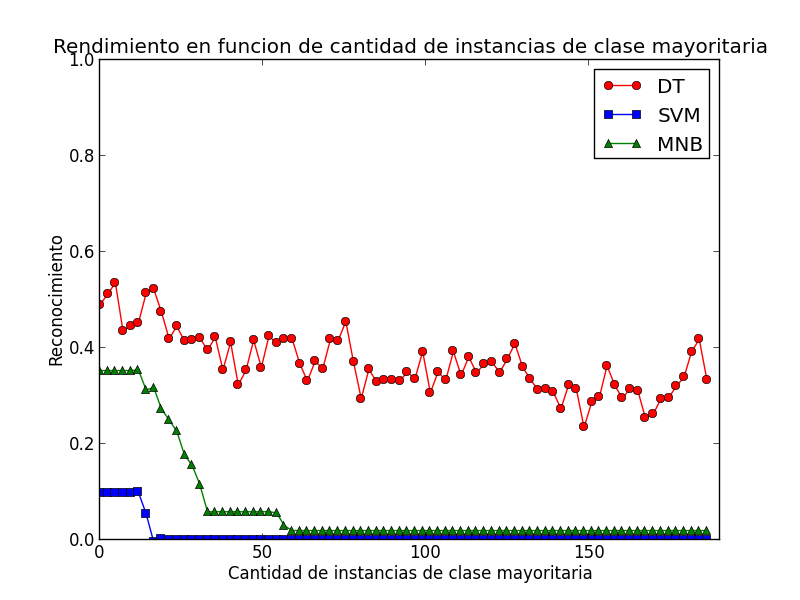 Rendimiento en funcion de cantidad de instancias de clase mayoritaria
1.0
0.8
0.6
0.4
0.2
0.0
Reconocimiento
DT
SVM
MNB
0
50
100
150
Cantidad de instancias de clase mayoritaria